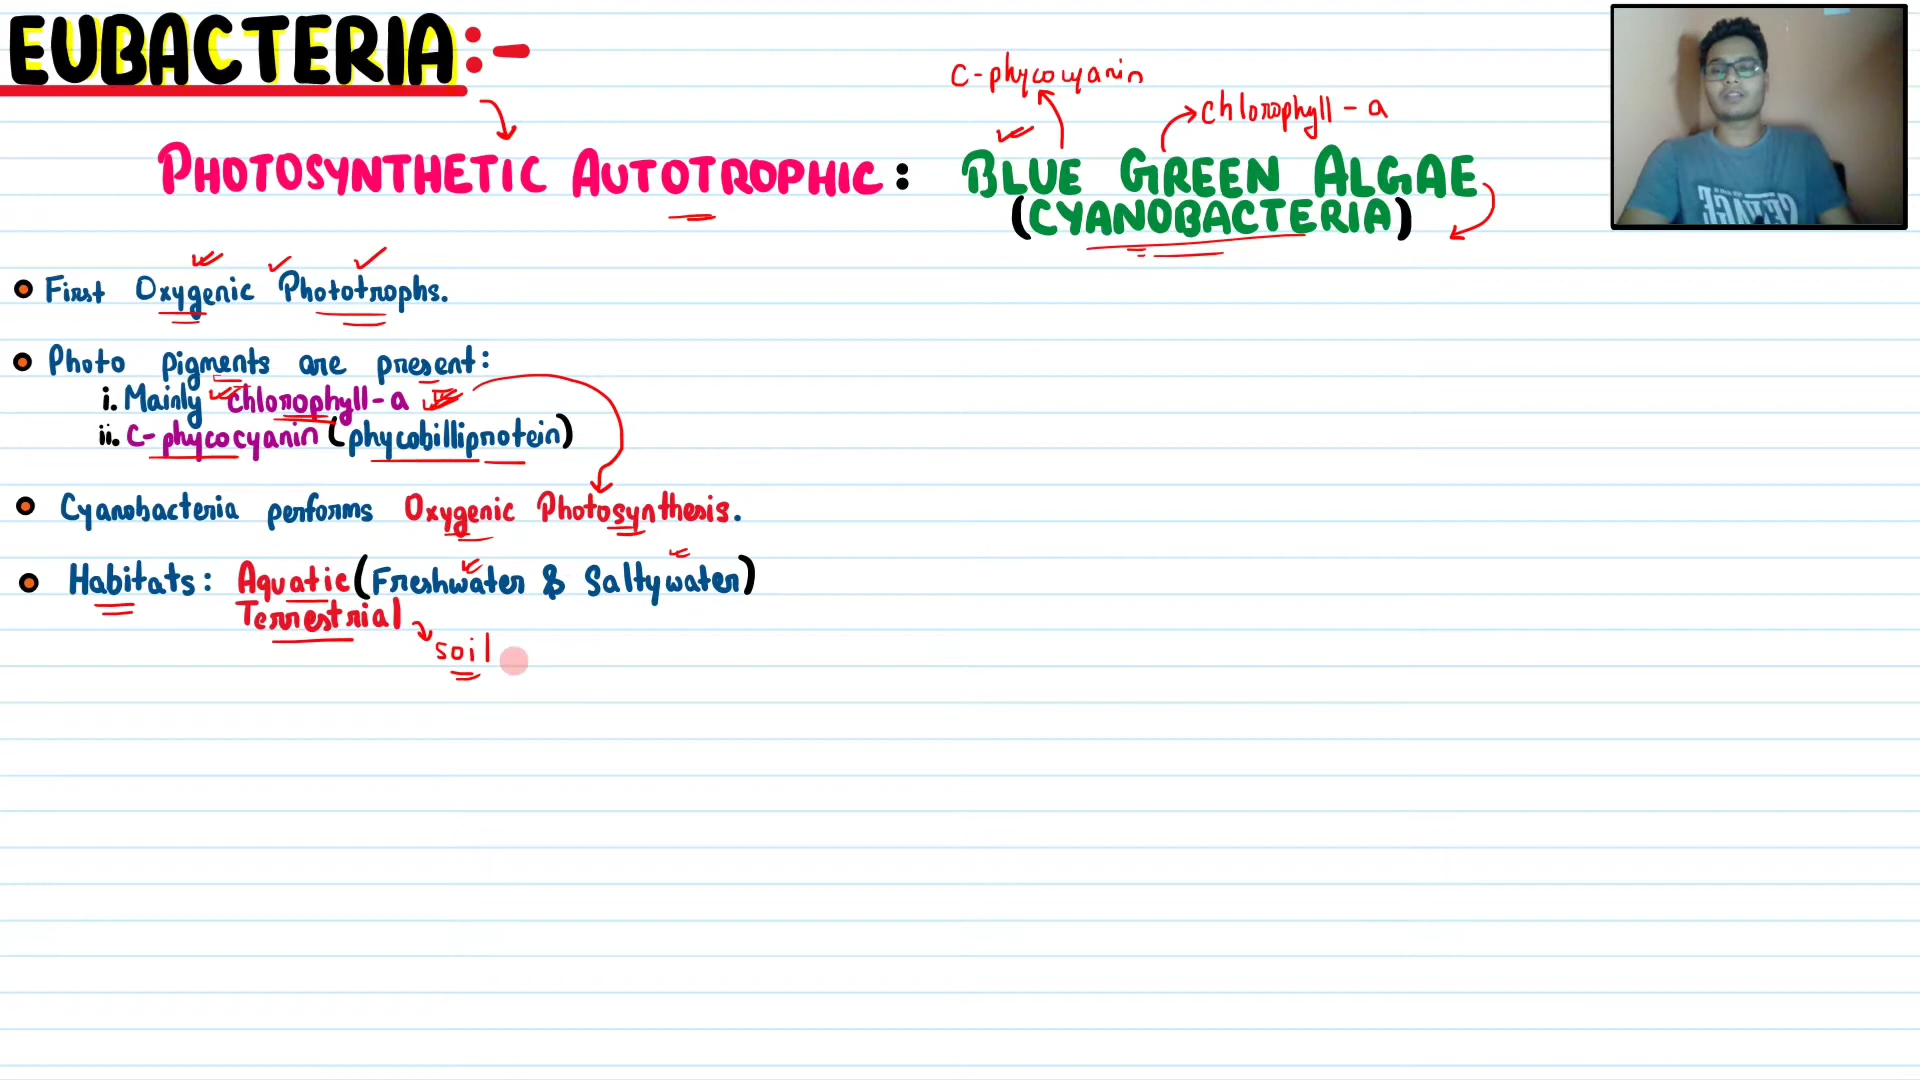 EUBACTERIA:-
C-phycocyanin
chlorophyll-a
PHOTOSYNTHETIC AUTOTROPHIC: BLUE GREEN ALGAE
(CYANOBACTERIA)
First Oxygenic Phototrophs.
Photo pigments are present:
i. Mainly Chlorophyll-a
ii. C-phycocyanin (phycobilliprotein)
Cyanobacteria performs Oxygenic Photosynthesis.
Habitats: Aquatic (Freshwater & Saltywater)
Terrestrial
soil